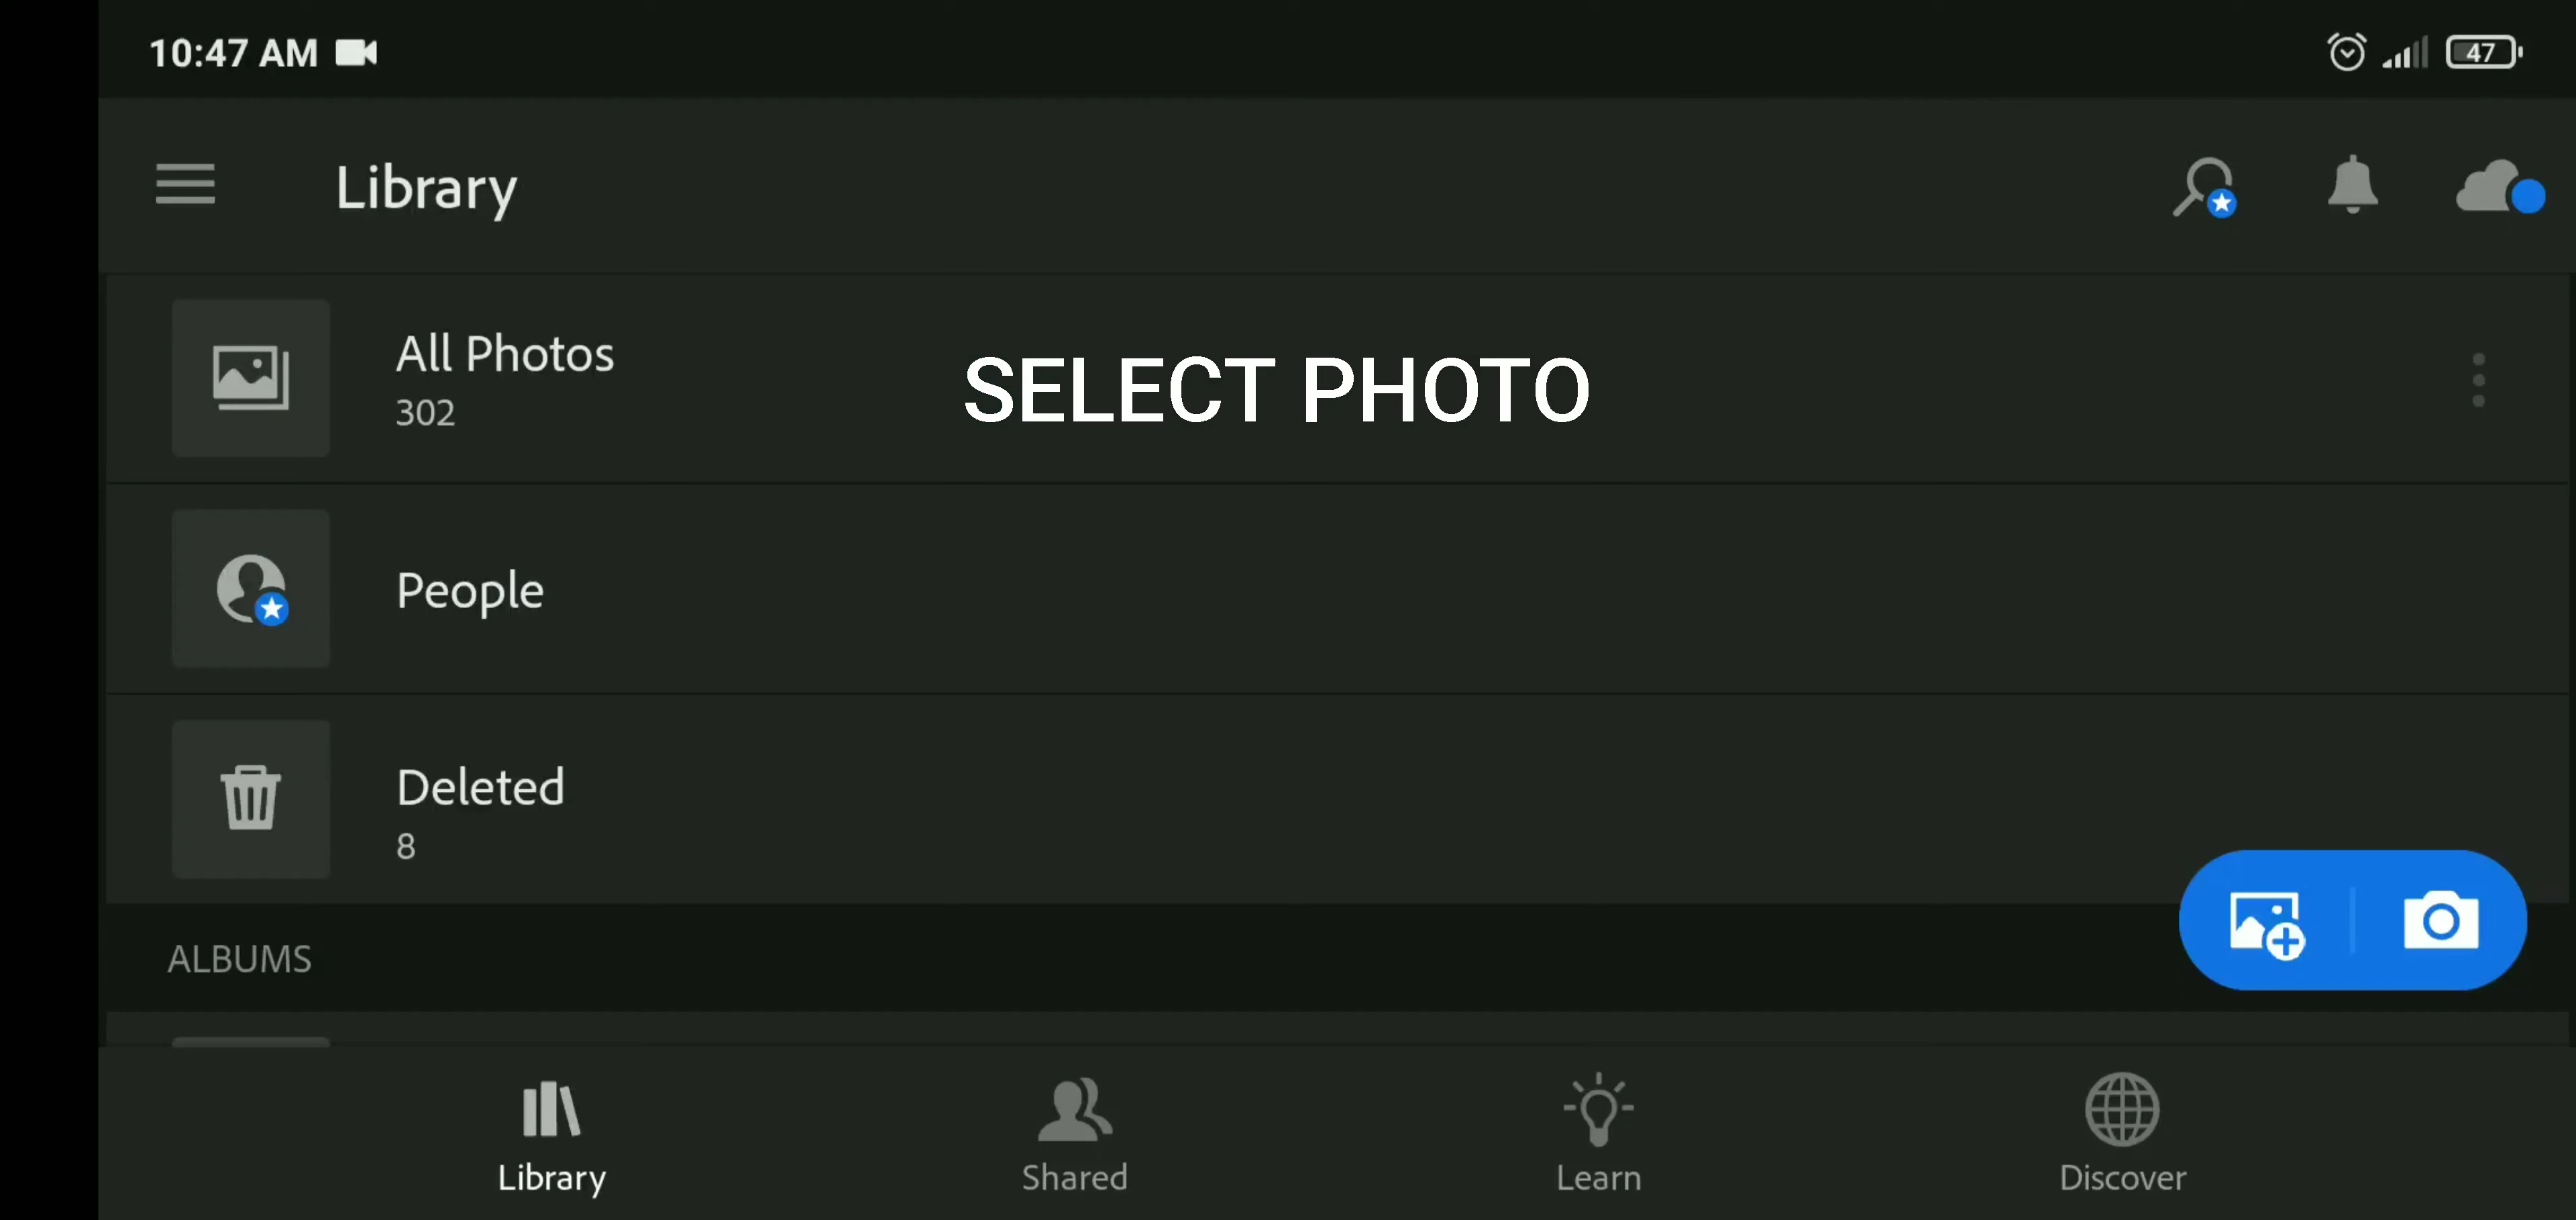 10:47 AM
47
Library
All Photos
302
SELECT PHOTO
People
Deleted
8
ALBUMS
Library
Shared
Learn
Discover